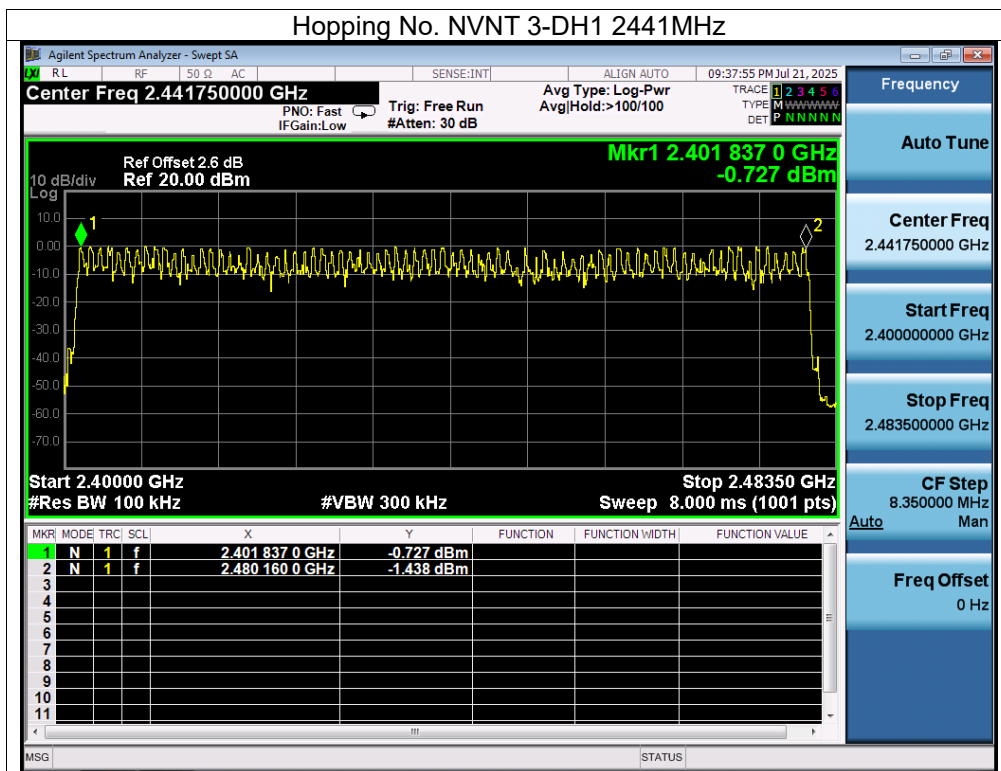 Hopping No. NVNT 3-DH1 2441MHz
Agilent Spectrum Analyzer - Swept SA
LXI RL RF 50 Ω AC SENSE:INT ALIGN AUTO 09:37:55 PM Jul 21, 2025
Center Freq 2.441750000 GHz
PNO: Fast
IFGain:Low
Trig: Free Run
#Atten: 30 dB
Avg Type: Log-Pwr
Avg|Hold:>100/100
TRACE 1 2 3 4 5 6
TYPE M WWWWW
DET P N N N N N
Ref Offset 2.6 dB
Ref 20.00 dBm
10 dB/div
Log
Mkr1 2.401 837 0 GHz
-0.727 dBm
10.0
0.00
-10.0
-20.0
-30.0
-40.0
-50.0
-60.0
-70.0
1
2
Start 2.40000 GHz Stop 2.48350 GHz
#Res BW 100 kHz #VBW 300 kHz Sweep 8.000 ms (1001 pts)
MKR MODE TRC SCL X Y FUNCTION FUNCTION WIDTH FUNCTION VALUE
1 N 1 f 2.401 837 0 GHz -0.727 dBm
2 N 1 f 2.480 160 0 GHz -1.438 dBm
3
4
5
6
7
8
9
10
11
MSG STATUS
Frequency
Auto Tune
Center Freq
2.441750000 GHz
Start Freq
2.400000000 GHz
Stop Freq
2.483500000 GHz
CF Step
8.350000 MHz
Auto Man
Freq Offset
0 Hz